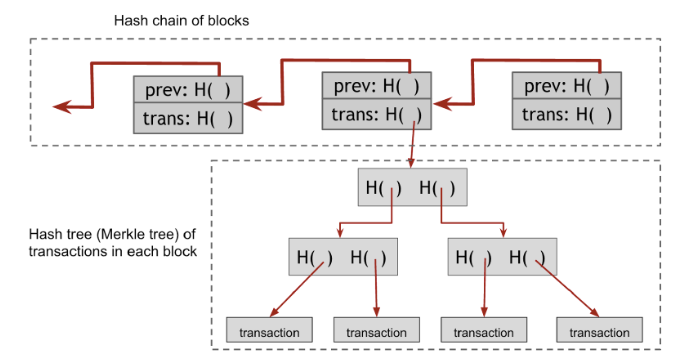 Hash chain of blocks
prev: H( ) prev: H( ) prev: H( )
trans: H( ) trans: H( ) trans: H( )
H( ) H( )
Hash tree (Merkle tree) of
transactions in each block
H( ) H( ) H( ) H( )
transaction transaction transaction transaction